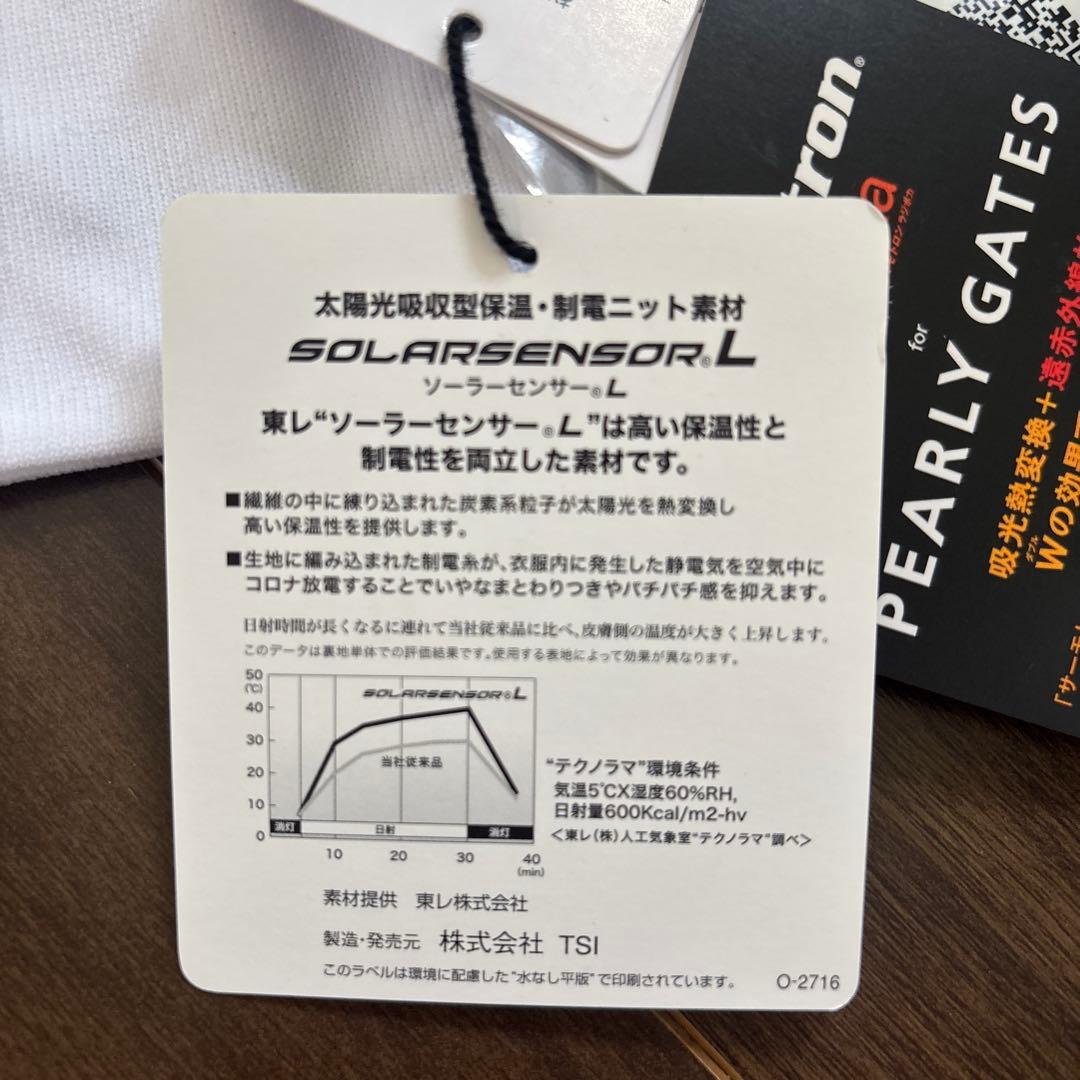 太陽光吸収型保温・制電ニット素材
SOLARSENSOR®L
ソーラーセンサー®L
東レ“ソーラーセンサー®L”は高い保温性と
制電性を両立した素材です。
■繊維の中に練り込まれた炭素系粒子が太陽光を熱変換し
高い保温性を提供します。
■生地に編み込まれた制電糸が、衣服内に発生した静電気を空気中に
コロナ放電することでいやなまとわりつきやパチパチ感を抑えます。
日射時間が長くなるに連れて当社従来品に比べ、皮膚側の温度が大きく上昇します。
このデータは裏地単体での評価結果です。使用する表地によって効果が異なります。
50
(℃)
40
30
20
10
0
SOLARSENSOR®L
当社従来品
消灯 日射 消灯
10 20 30 40
(min)
“テクノラマ”環境条件
気温5℃X湿度60%RH,
日射量600Kcal/m2-hv
<東レ(株)人工気象室“テクノラマ”調べ>
素材提供 東レ株式会社
製造・発売元 株式会社 TSI
このラベルは環境に配慮した“水なし平版”で印刷されています。
O-2716
tron®
a
モトロンラジポカ
for
PEARLY GATES
吸光熱変換+遠赤外線
ダブル
Wの効果
「サーモ